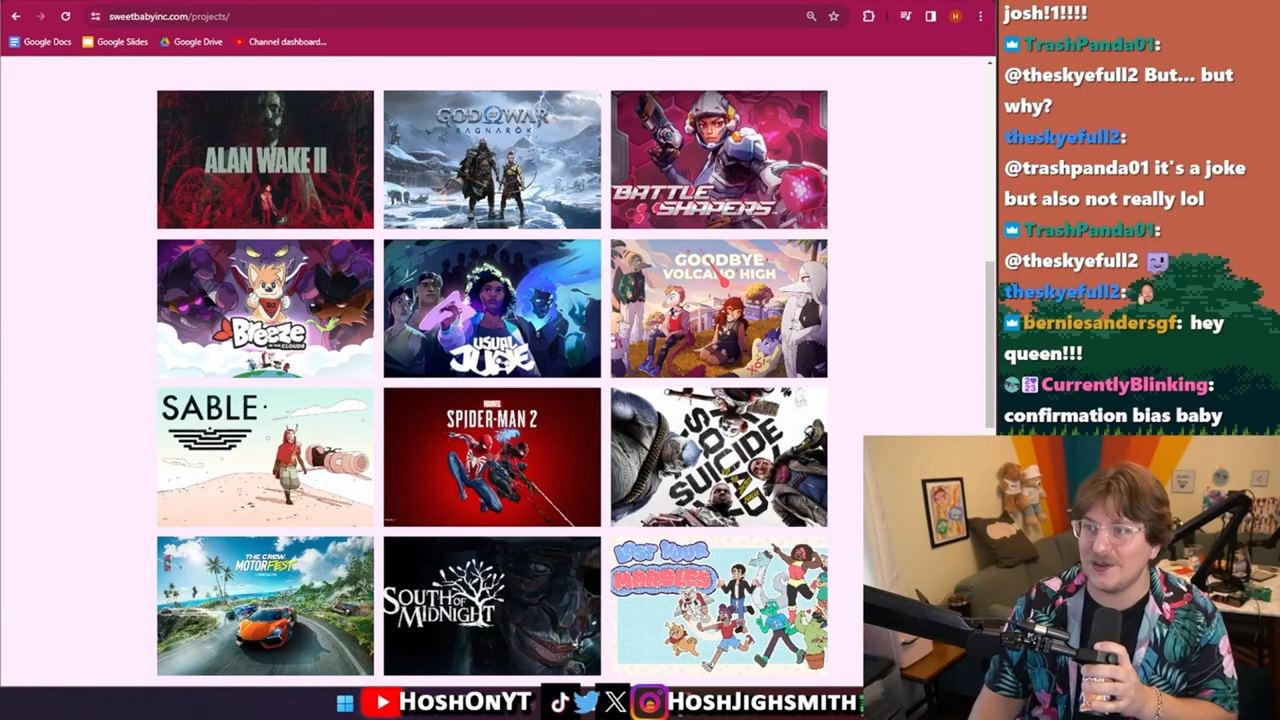 sweetbabyinc.com/projects/
Google Docs
Google Slides
Google Drive
Channel dashboard...
H
ALAN WAKE II
GOD OF WAR
RAGNARÖK
BATTLE
SHAPERS
Breeze
IN THE CLOUDS
USUAL
JUNE
GOODBYE
VOLCANO HIGH
XO
SABLE
MARVEL
SPIDER-MAN 2
SUICIDE
SQUAD
THE CREW
MOTORFEST
SOUTH OF
MIDNIGHT
LOST YOUR
MARBLES
josh!1!!!!
TrashPanda01:
@theskyefull2 But... but
why?
theskyefull2:
@trashpanda01 it's a joke
but also not really lol
TrashPanda01:
@theskyefull2
theskyefull2:
berniesandersgf: hey
queen!!!
CurrentlyBlinking:
confirmation bias baby
HoshOnYT
HoshJighsmith